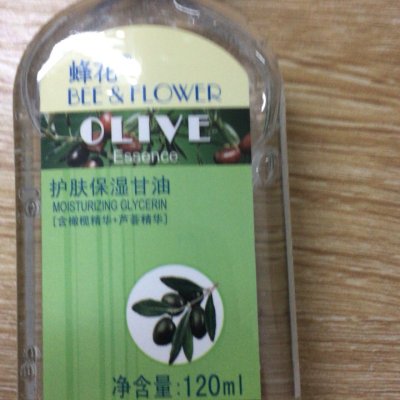 蜂花
BEE & FLOWER
OLIVE
Essence
护肤保湿甘油
MOISTURIZING GLYCERIN
[含橄榄精华+芦荟精华]
净含量:120ml